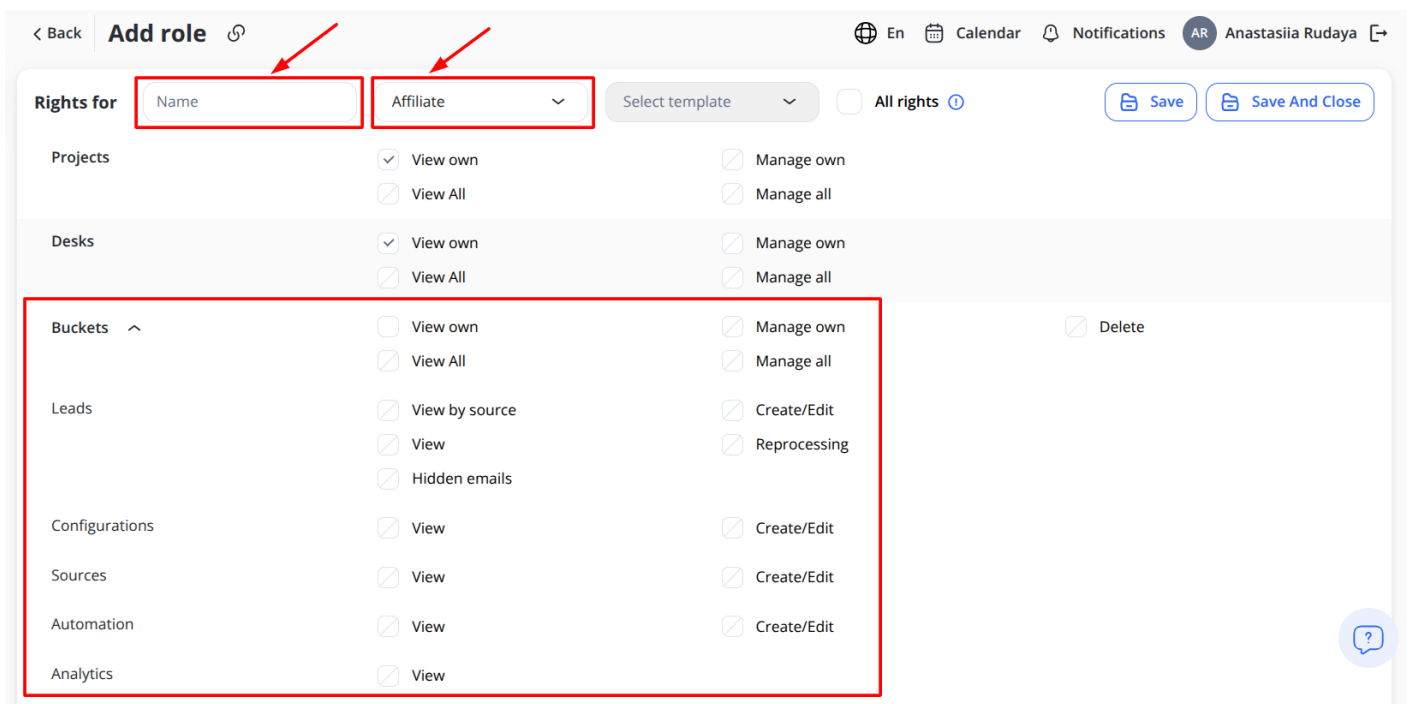 Back Add role En Calendar Notifications AR Anastasiia Rudaya
Rights for Name Affiliate Select template All rights Save Save And Close
Projects View own Manage own
View All Manage all
Desks View own Manage own
View All Manage all
Buckets View own Manage own Delete
View All Manage all
Leads View by source Create/Edit
View Reprocessing
Hidden emails
Configurations View Create/Edit
Sources View Create/Edit
Automation View Create/Edit
Analytics View